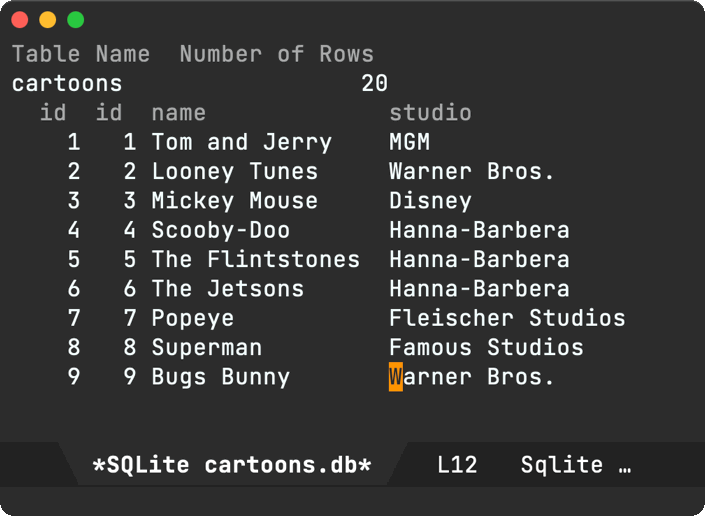 Table Name  Number of Rows
cartoons                 20
id  id  name             studio
1   1 Tom and Jerry    MGM
2   2 Looney Tunes     Warner Bros.
3   3 Mickey Mouse     Disney
4   4 Scooby-Doo       Hanna-Barbera
5   5 The Flintstones  Hanna-Barbera
6   6 The Jetsons      Hanna-Barbera
7   7 Popeye           Fleischer Studios
8   8 Superman         Famous Studios
9   9 Bugs Bunny       Warner Bros.
*SQLite cartoons.db*    L12   Sqlite …